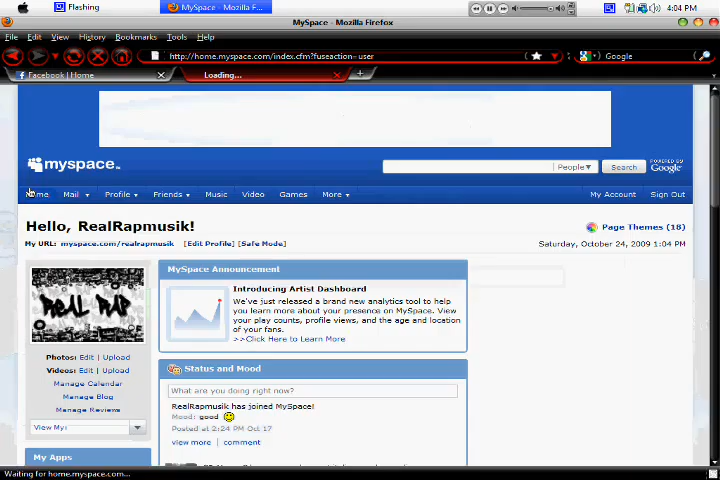 Flashing
MySpace - Mozilla F...
4:04 PM
MySpace - Mozilla Firefox
File Edit View History Bookmarks Tools Help
http://home.myspace.com/index.cfm?fuseaction=user
Google
Facebook | Home
Loading...
myspace
People
Search
POWERED BY Google
Home Mail Profile Friends Music Video Games More
My Account Sign Out
Hello, RealRapmusik!
Page Themes (18)
My URL: myspace.com/realrapmusik [Edit Profile] [Safe Mode]
Saturday, October 24, 2009 1:04 PM
REAL RAP
MySpace Announcement
Introducing Artist Dashboard
We've just released a brand new analytics tool to help
you learn more about your presence on MySpace. View
your play counts, profile views, and the age and location
of your fans.
>>Click Here to Learn More
Photos: Edit | Upload
Videos: Edit | Upload
Manage Calendar
Manage Blog
Manage Reviews
View My:
My Apps
Status and Mood
What are you doing right now?
RealRapmusik has joined MySpace!
Mood: good
Posted at 2:24 PM Oct 17
view more | comment
Waiting for home.myspace.com...